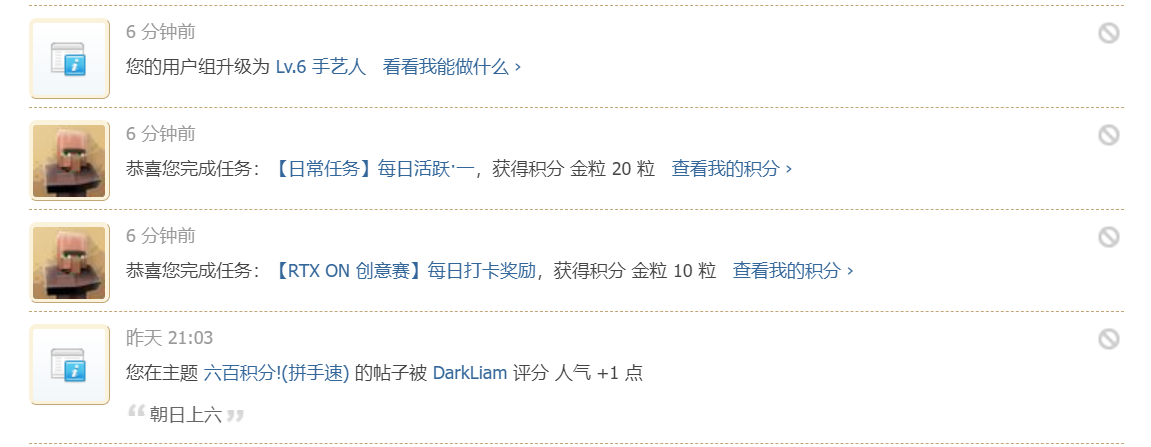 6 分钟前
您的用户组升级为 Lv.6 手艺人 看看我能做什么 ›
6 分钟前
恭喜您完成任务：【日常任务】每日活跃·一，获得积分 金粒 20 粒 查看我的积分 ›
6 分钟前
恭喜您完成任务：【RTX ON 创意赛】每日打卡奖励，获得积分 金粒 10 粒 查看我的积分 ›
昨天 21:03
您在主题 六百积分!(拼手速) 的帖子被 DarkLiam 评分 人气 +1 点
“朝日上六”